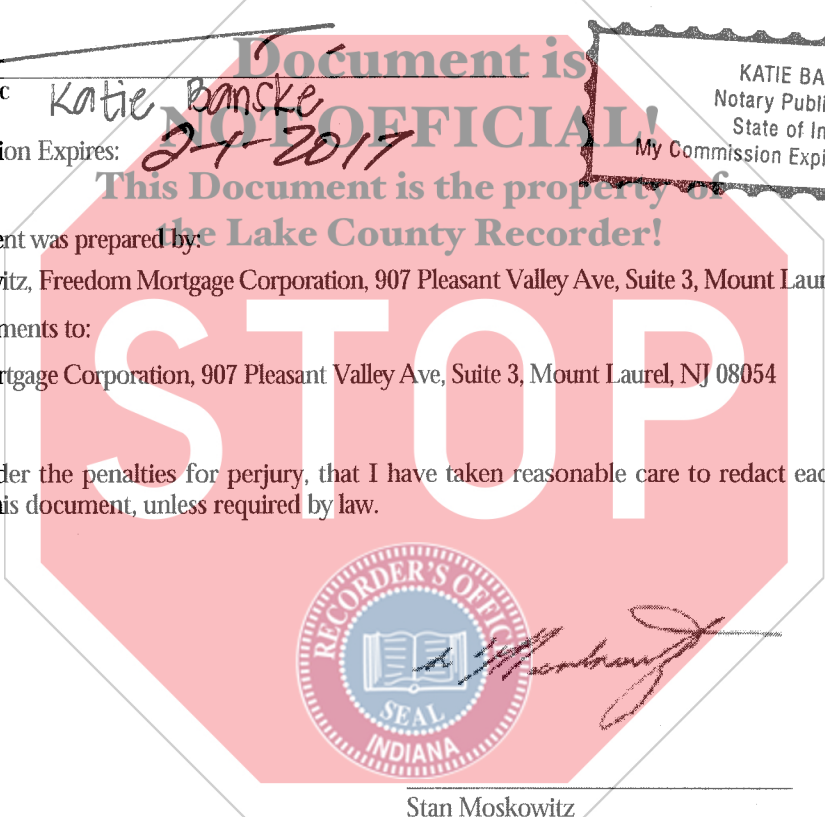 Document is
KATIE BA
c Katie Banske
Notary Publi
NOT OFFICIAL!
State of In
ion Expires: 2-1-2017
My Commission Expi
This Document is the property of
the Lake County Recorder!
ent was prepared by:
itz, Freedom Mortgage Corporation, 907 Pleasant Valley Ave, Suite 3, Mount Laur
ments to:
rtgage Corporation, 907 Pleasant Valley Ave, Suite 3, Mount Laurel, NJ 08054
STOP
der the penalties for perjury, that I have taken reasonable care to redact eac
his document, unless required by law.
RECORDER'S OFFICE
SEAL
INDIANA
Stan Moskowitz